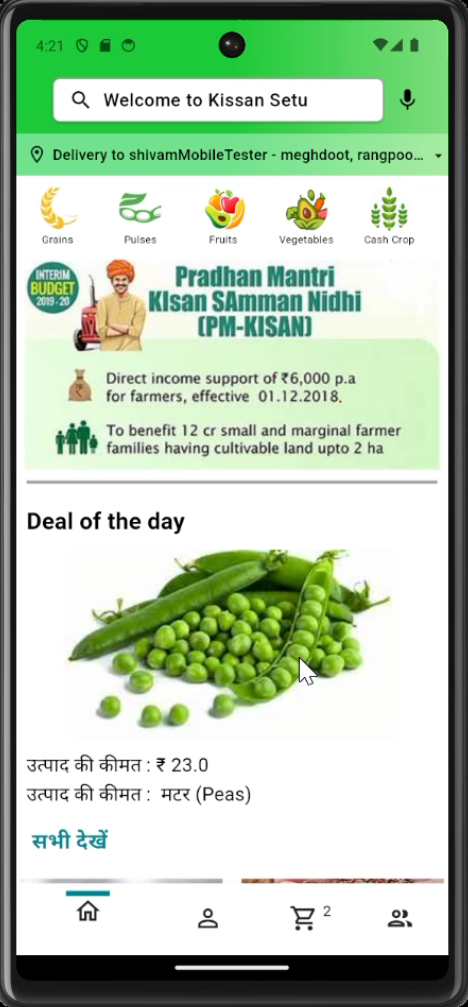 4:21
Welcome to Kissan Setu
Delivery to shivamMobileTester - meghdoot, rangpoo...
Grains
Pulses
Fruits
Vegetables
Cash Crop
INTERIM
BUDGET
2019-20
Pradhan Mantri
KIsan SAmman Nidhi
(PM-KISAN)
Direct income support of ₹6,000 p.a
for farmers, effective 01.12.2018.
To benefit 12 cr small and marginal farmer
families having cultivable land upto 2 ha
Deal of the day
उत्पाद की कीमत : ₹ 23.0
उत्पाद की कीमत : मटर (Peas)
सभी देखें
2